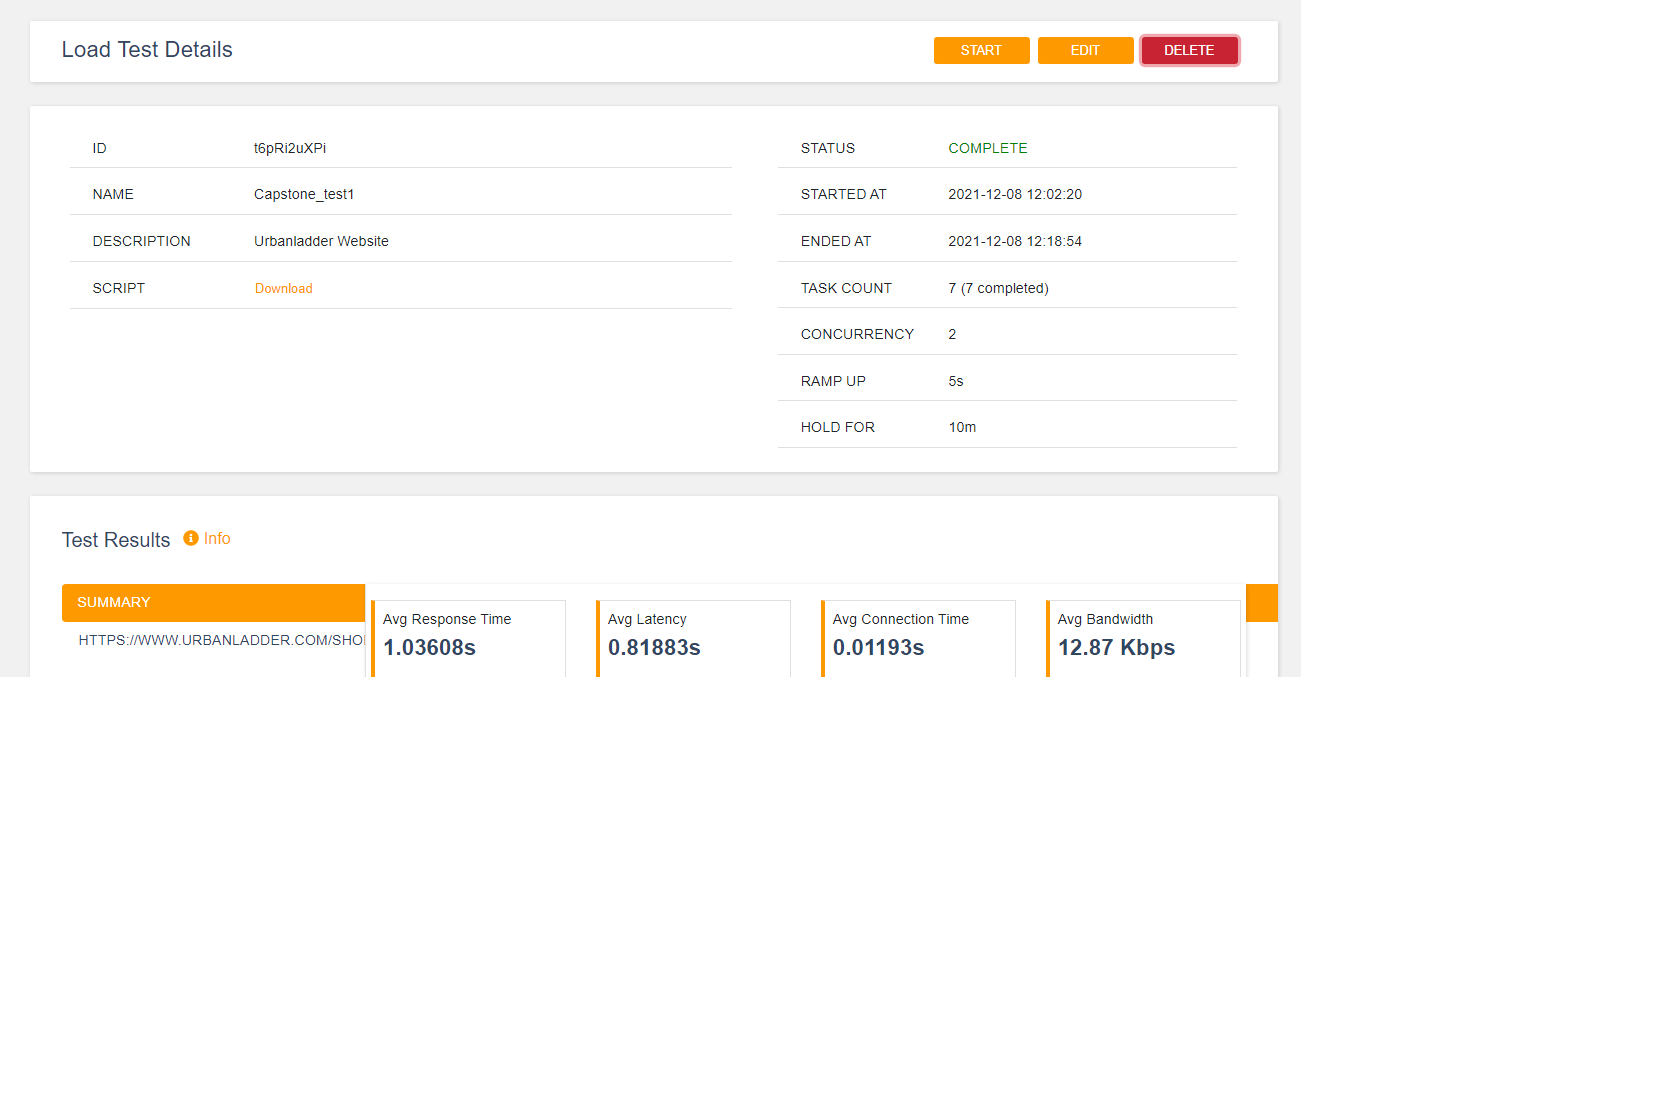 Load Test Details
START
EDIT
DELETE
ID t6pRi2uXPi
NAME Capstone_test1
DESCRIPTION Urbanladder Website
SCRIPT Download
STATUS COMPLETE
STARTED AT 2021-12-08 12:02:20
ENDED AT 2021-12-08 12:18:54
TASK COUNT 7 (7 completed)
CONCURRENCY 2
RAMP UP 5s
HOLD FOR 10m
Test Results Info
SUMMARY
HTTPS://WWW.URBANLADDER.COM/SHO
Avg Response Time
1.03608s
Avg Latency
0.81883s
Avg Connection Time
0.01193s
Avg Bandwidth
12.87 Kbps